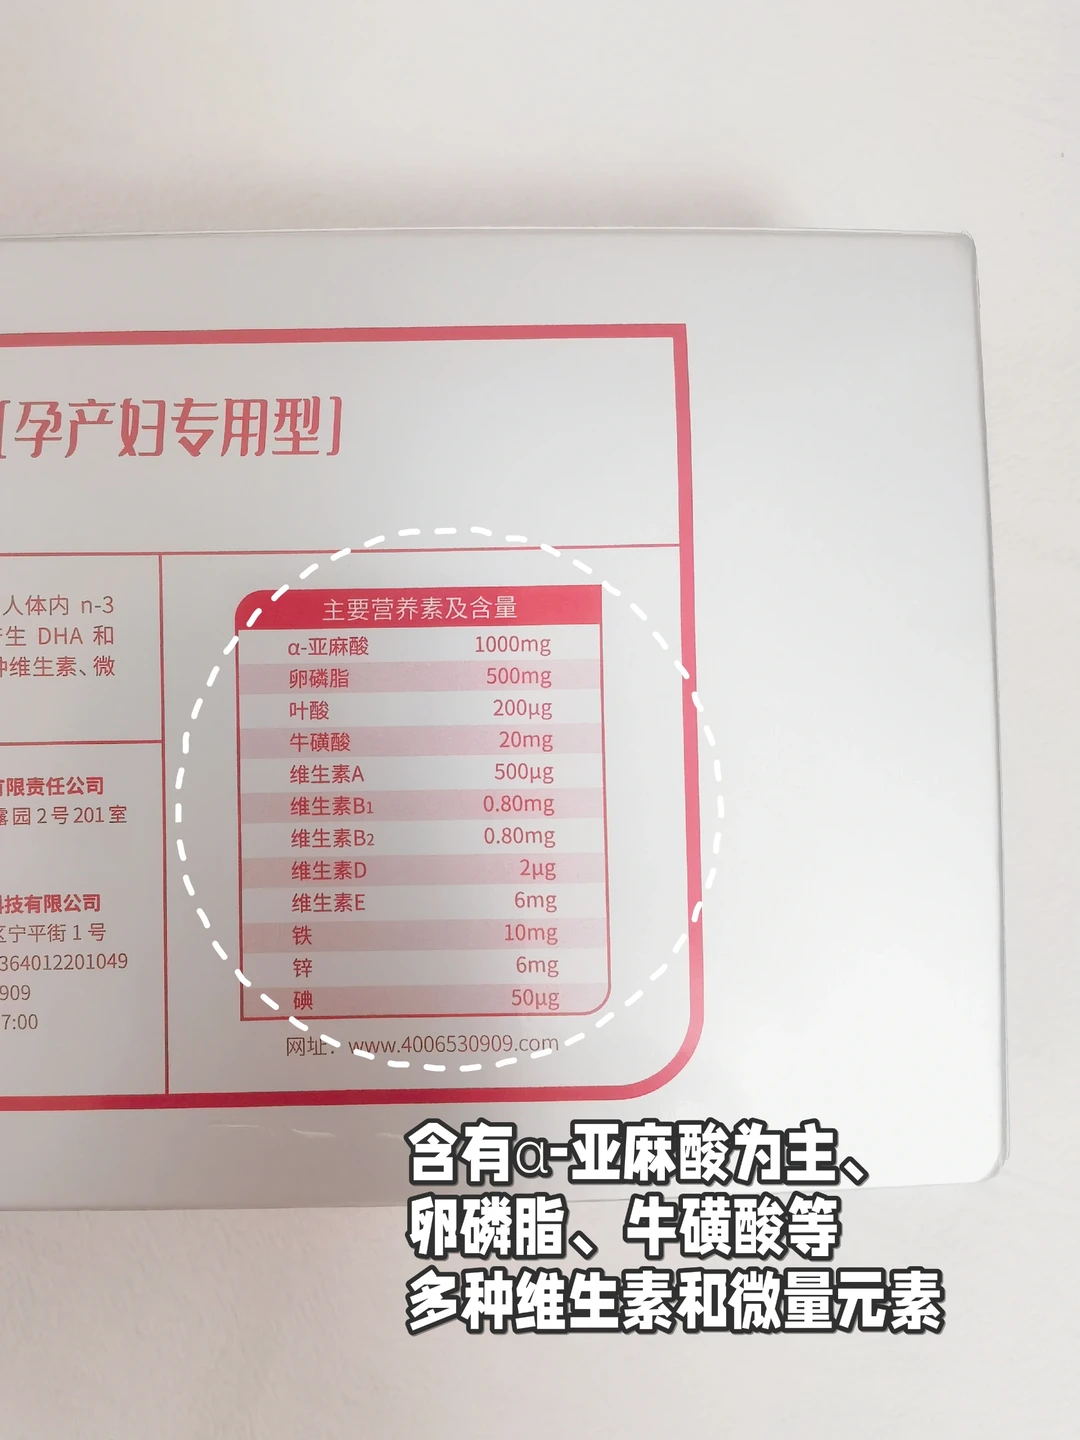 [孕产妇专用型]
人体内 n-3
生 DHA 和
种维生素、微
有限责任公司
露园2号201室
科技有限公司
区宁平街1号
364012201049
909
7:00
主要营养素及含量
α-亚麻酸 1000mg
卵磷脂 500mg
叶酸 200μg
牛磺酸 20mg
维生素A 500μg
维生素B1 0.80mg
维生素B2 0.80mg
维生素D 2μg
维生素E 6mg
铁 10mg
锌 6mg
碘 50μg
网址：www.4006530909.com
含有α-亚麻酸为主、
卵磷脂、牛磺酸等
多种维生素和微量元素